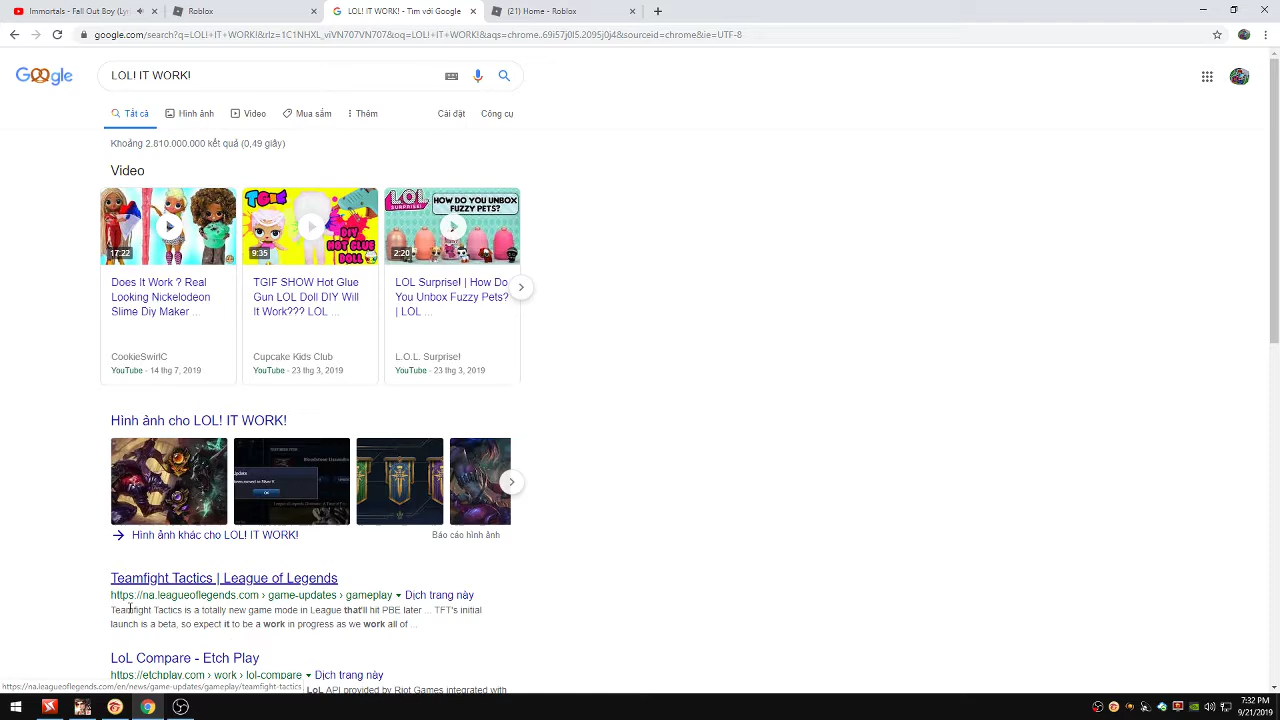 Immortals - Fall Out Boy (Ly
Roblox
LOL! IT WORK! - Tìm với Google
(21) Home - Roblox
google.com/search?q=LOL!+IT+WORK!&rlz=1C1NHXL_viVN707VN707&oq=LOL!+IT+WORK!&aqs=chrome..69i57j0l5.2095j0j4&sourceid=chrome&ie=UTF-8
Google
LOL! IT WORK!
Tất cả
Hình ảnh
Video
Mua sắm
Thêm
Cài đặt
Công cụ
Khoảng 2.810.000.000 kết quả (0,49 giây)
Video
17:22
TGIF
DIY
HOT GLUE
DOLL
9:35
LOL
HOW DO YOU UNBOX
FUZZY PETS?
2:20
Does It Work ? Real
Looking Nickelodeon
Slime Diy Maker ...
CookieSwirlC
YouTube - 14 thg 7, 2019
TGIF SHOW Hot Glue
Gun LOL Doll DIY Will
It Work??? LOL ...
Cupcake Kids Club
YouTube - 23 thg 3, 2019
LOL Surprise! | How Do
You Unbox Fuzzy Pets?
| LOL ...
L.O.L. Surprise!
YouTube - 23 thg 3, 2019
Hình ảnh cho LOL! IT WORK!
OK
Hình ảnh khác cho LOL! IT WORK!
Báo cáo hình ảnh
Teamfight Tactics | League of Legends
https://na.leagueoflegends.com › game-updates › gameplay Dịch trang này
Teamfight Tactics is a totally new game mode in League that'll hit PBE later ... TFT's initial
launch is a beta, so expect it to be a work in progress as we work all of ...
LoL Compare - Etch Play
https://etchplay.com › work › lol-compare Dịch trang này
LoL API provided by Riot Games integrated with
https://na.leagueoflegends.com/en/news/game-updates/gameplay/teamfight-tactics
7:32 PM
9/21/2019